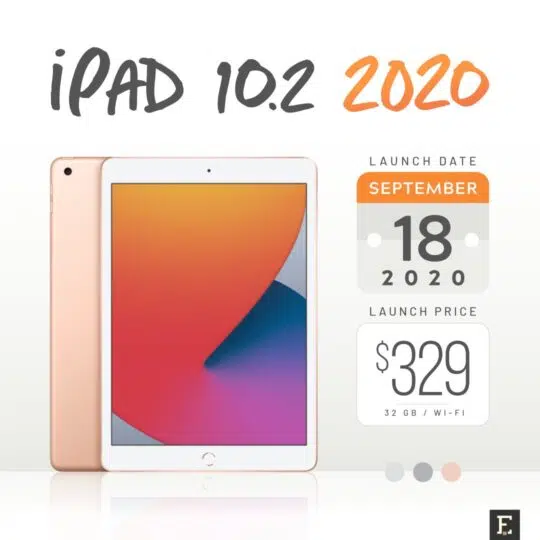 iPAD 10.2 2020
LAUNCH DATE
SEPTEMBER
18
2020
LAUNCH PRICE
$329
32 GB / WI-FI
E